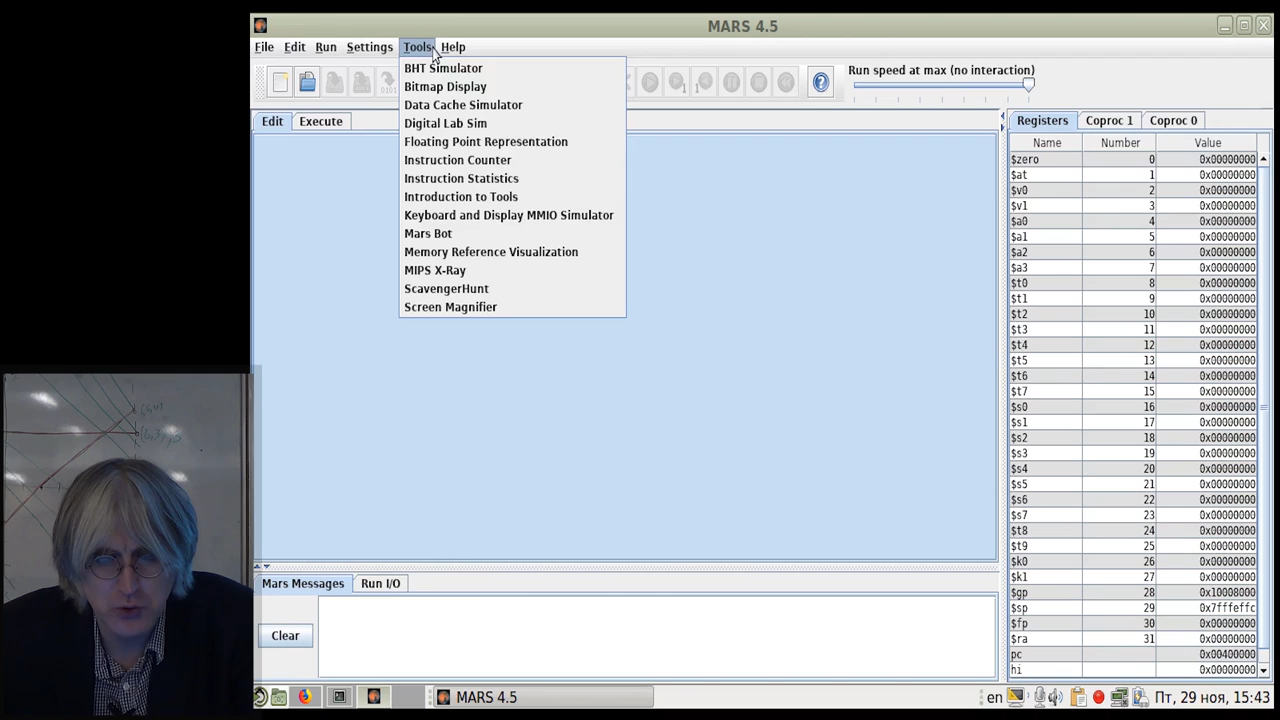 MARS 4.5
File Edit Run Settings Tools Help
BHT Simulator
Bitmap Display
Data Cache Simulator
Digital Lab Sim
Floating Point Representation
Instruction Counter
Instruction Statistics
Introduction to Tools
Keyboard and Display MMIO Simulator
Mars Bot
Memory Reference Visualization
MIPS X-Ray
ScavengerHunt
Screen Magnifier
Run speed at max (no interaction)
Edit Execute
Registers Coproc 1 Coproc 0
Name Number Value
$zero 0 0x00000000
$at 1 0x00000000
$v0 2 0x00000000
$v1 3 0x00000000
$a0 4 0x00000000
$a1 5 0x00000000
$a2 6 0x00000000
$a3 7 0x00000000
$t0 8 0x00000000
$t1 9 0x00000000
$t2 10 0x00000000
$t3 11 0x00000000
$t4 12 0x00000000
$t5 13 0x00000000
$t6 14 0x00000000
$t7 15 0x00000000
$s0 16 0x00000000
$s1 17 0x00000000
$s2 18 0x00000000
$s3 19 0x00000000
$s4 20 0x00000000
$s5 21 0x00000000
$s6 22 0x00000000
$s7 23 0x00000000
$t8 24 0x00000000
$t9 25 0x00000000
$k0 26 0x00000000
$k1 27 0x00000000
$gp 28 0x10008000
$sp 29 0x7fffeffc
$fp 30 0x00000000
$ra 31 0x00000000
pc 0x00400000
hi 0x00000000
Mars Messages Run I/O
Clear
MARS 4.5
en Пт, 29 ноя, 15:43